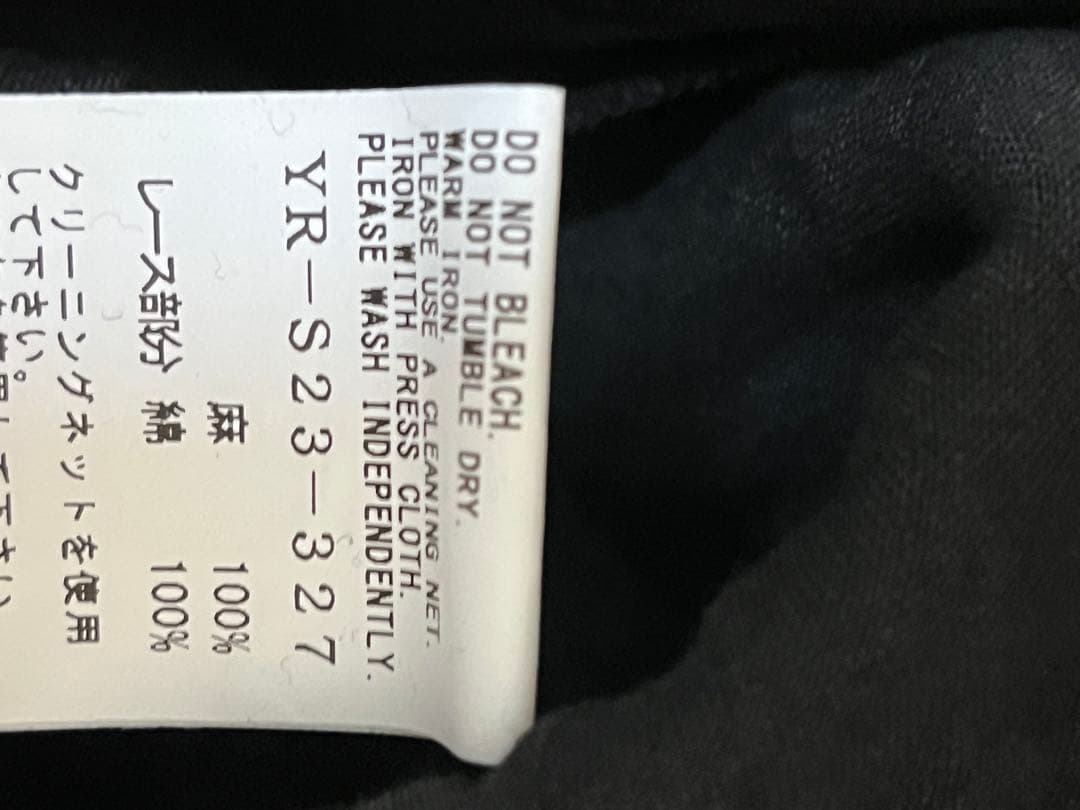 DO NOT BLEACH.
DO NOT TUMBLE DRY.
WARM IRON.
PLEASE USE A CLEANING NET.
IRON WITH PRESS CLOTH.
PLEASE WASH INDEPENDENTLY.
YR-S23-327
麻 100%
レース部分 綿 100%
クリーニングネットを使用
して下さい。